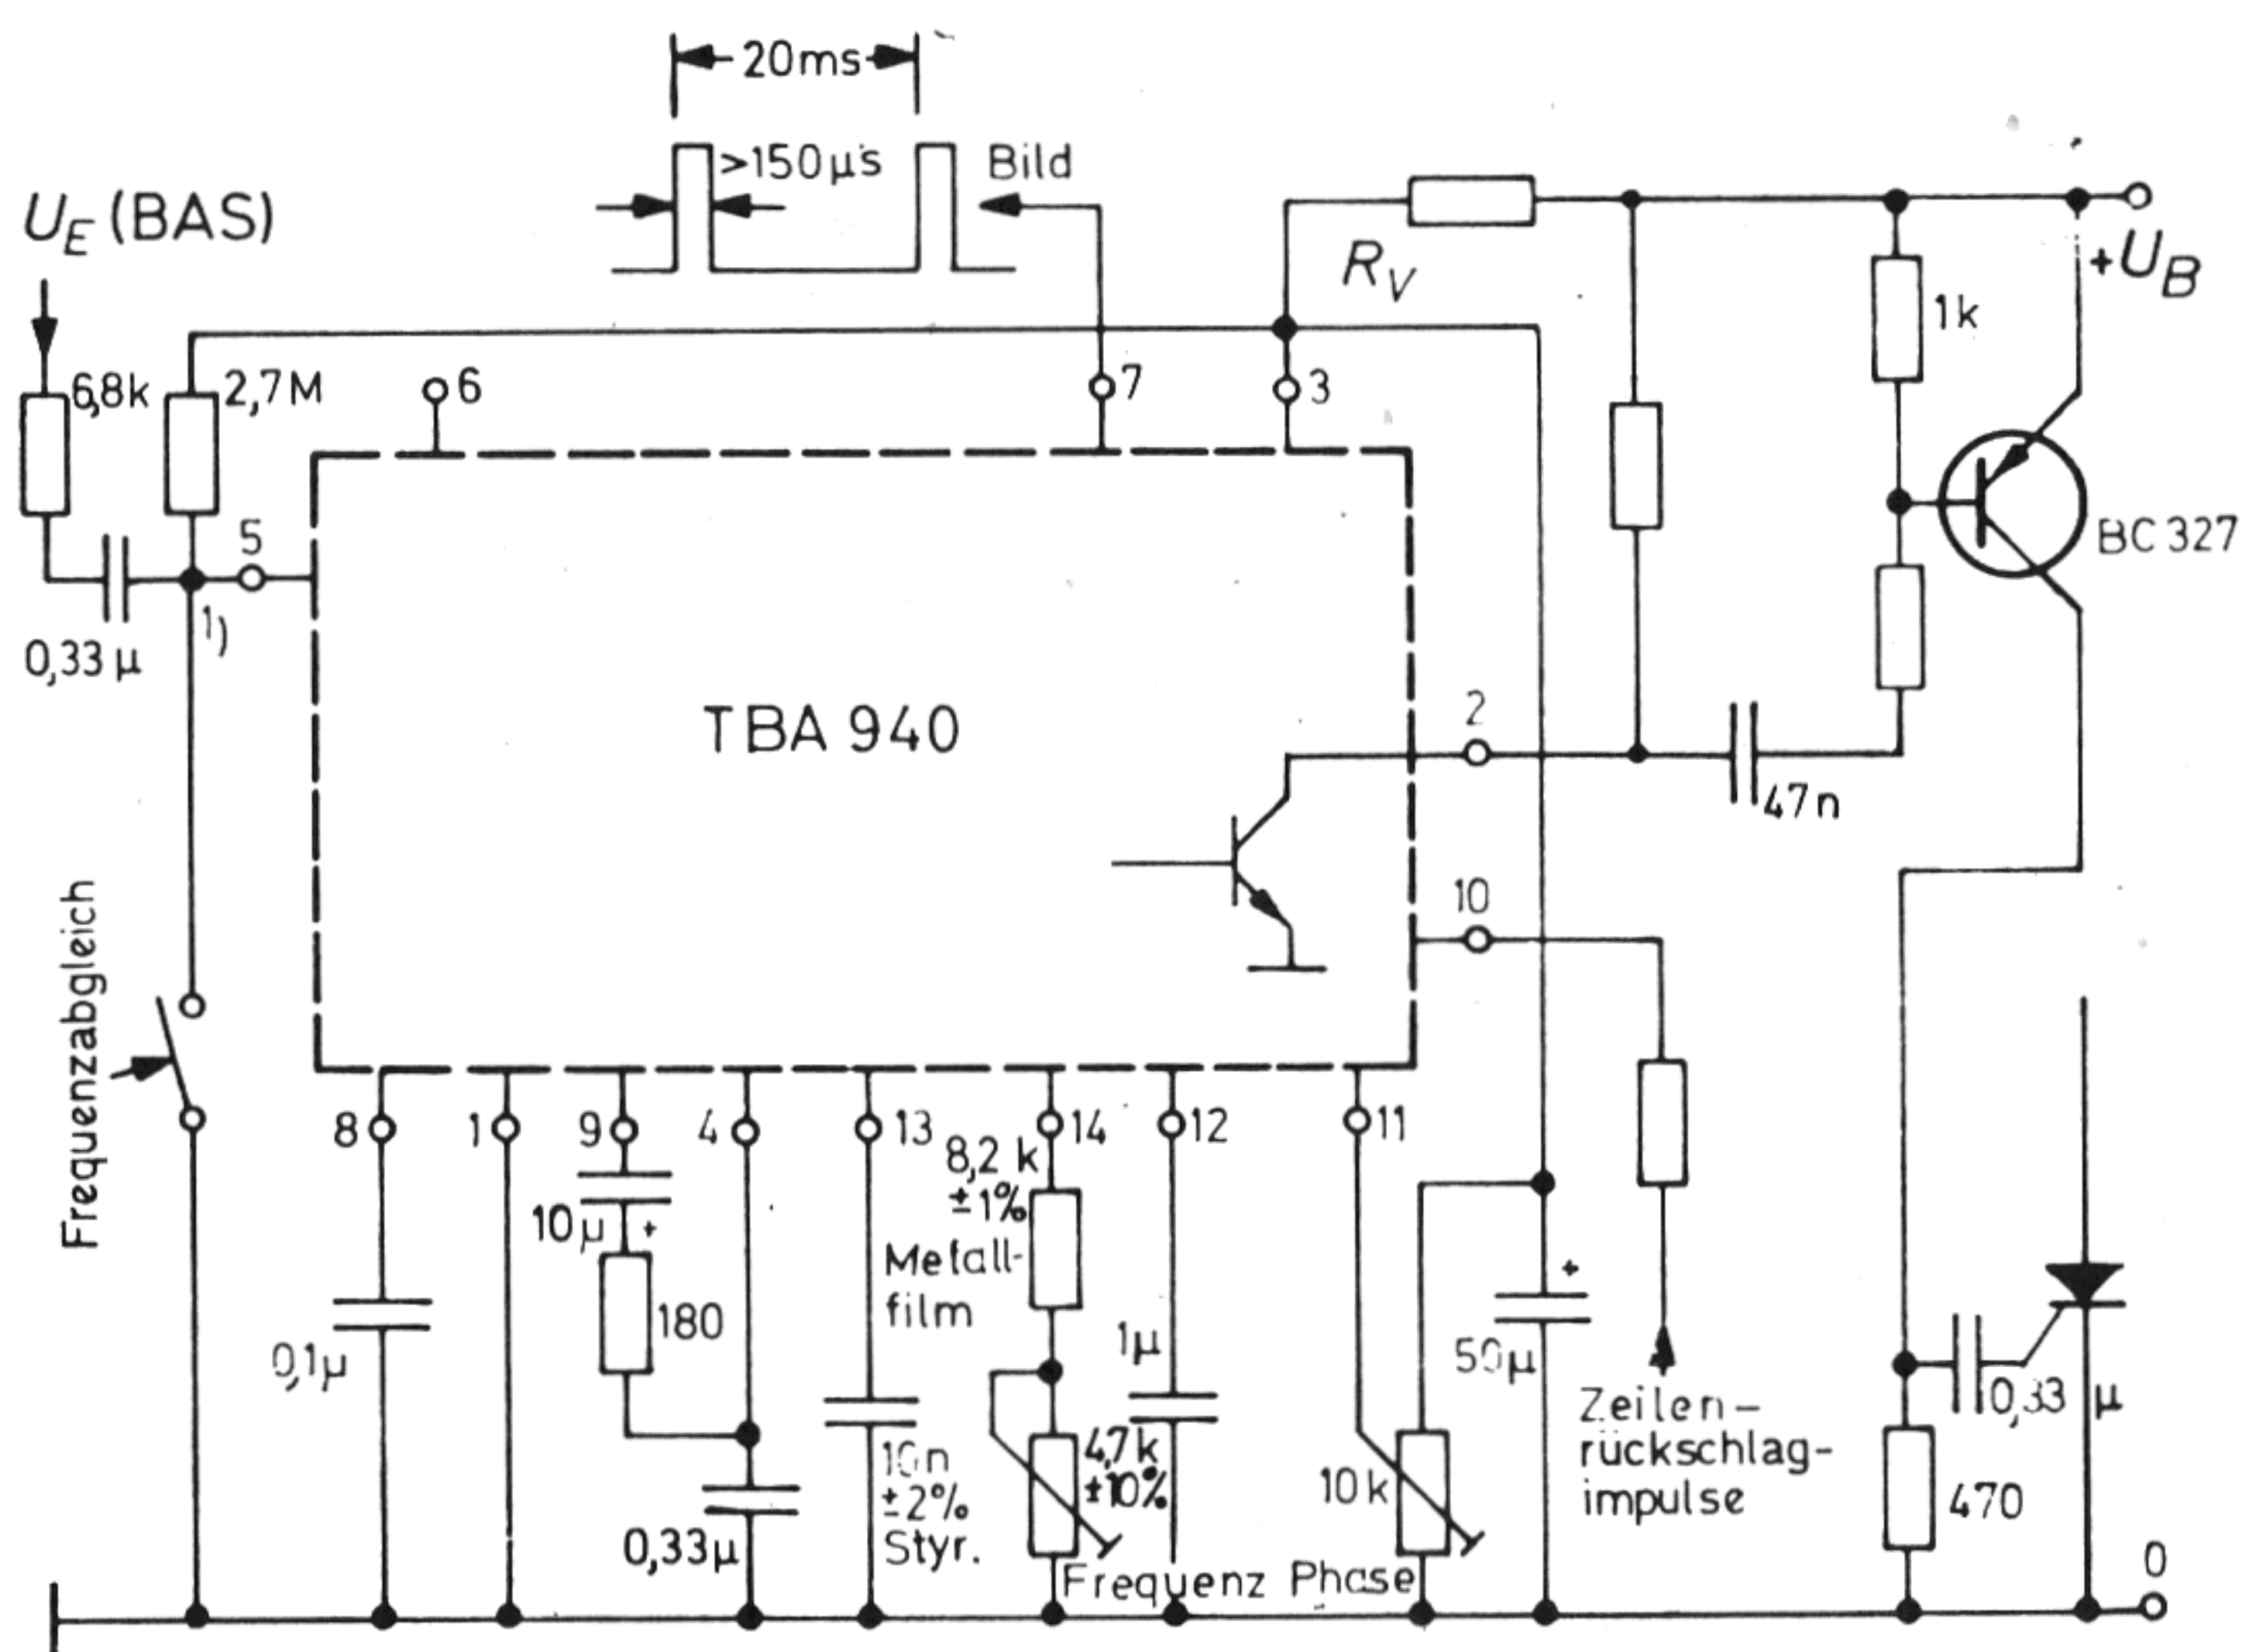 20ms
>150µs
Bild
U_E (BAS)
R_V
+U_B
1k
6,8k
2,7M
6
7
3
5
1)
0,33 µ
BC 327
TBA 940
2
47n
10
Frequenzabgleich
8
1
9
4
13
14
12
11
8,2 k
±1%
Metall-
film
10µ
+
180
0,1µ
1µ
+
50µ
Zeilen-
rückschlag-
impulse
0,33 µ
10n
±2%
Styr.
4,7k
±10%
10k
470
0,33µ
Frequenz Phase
0